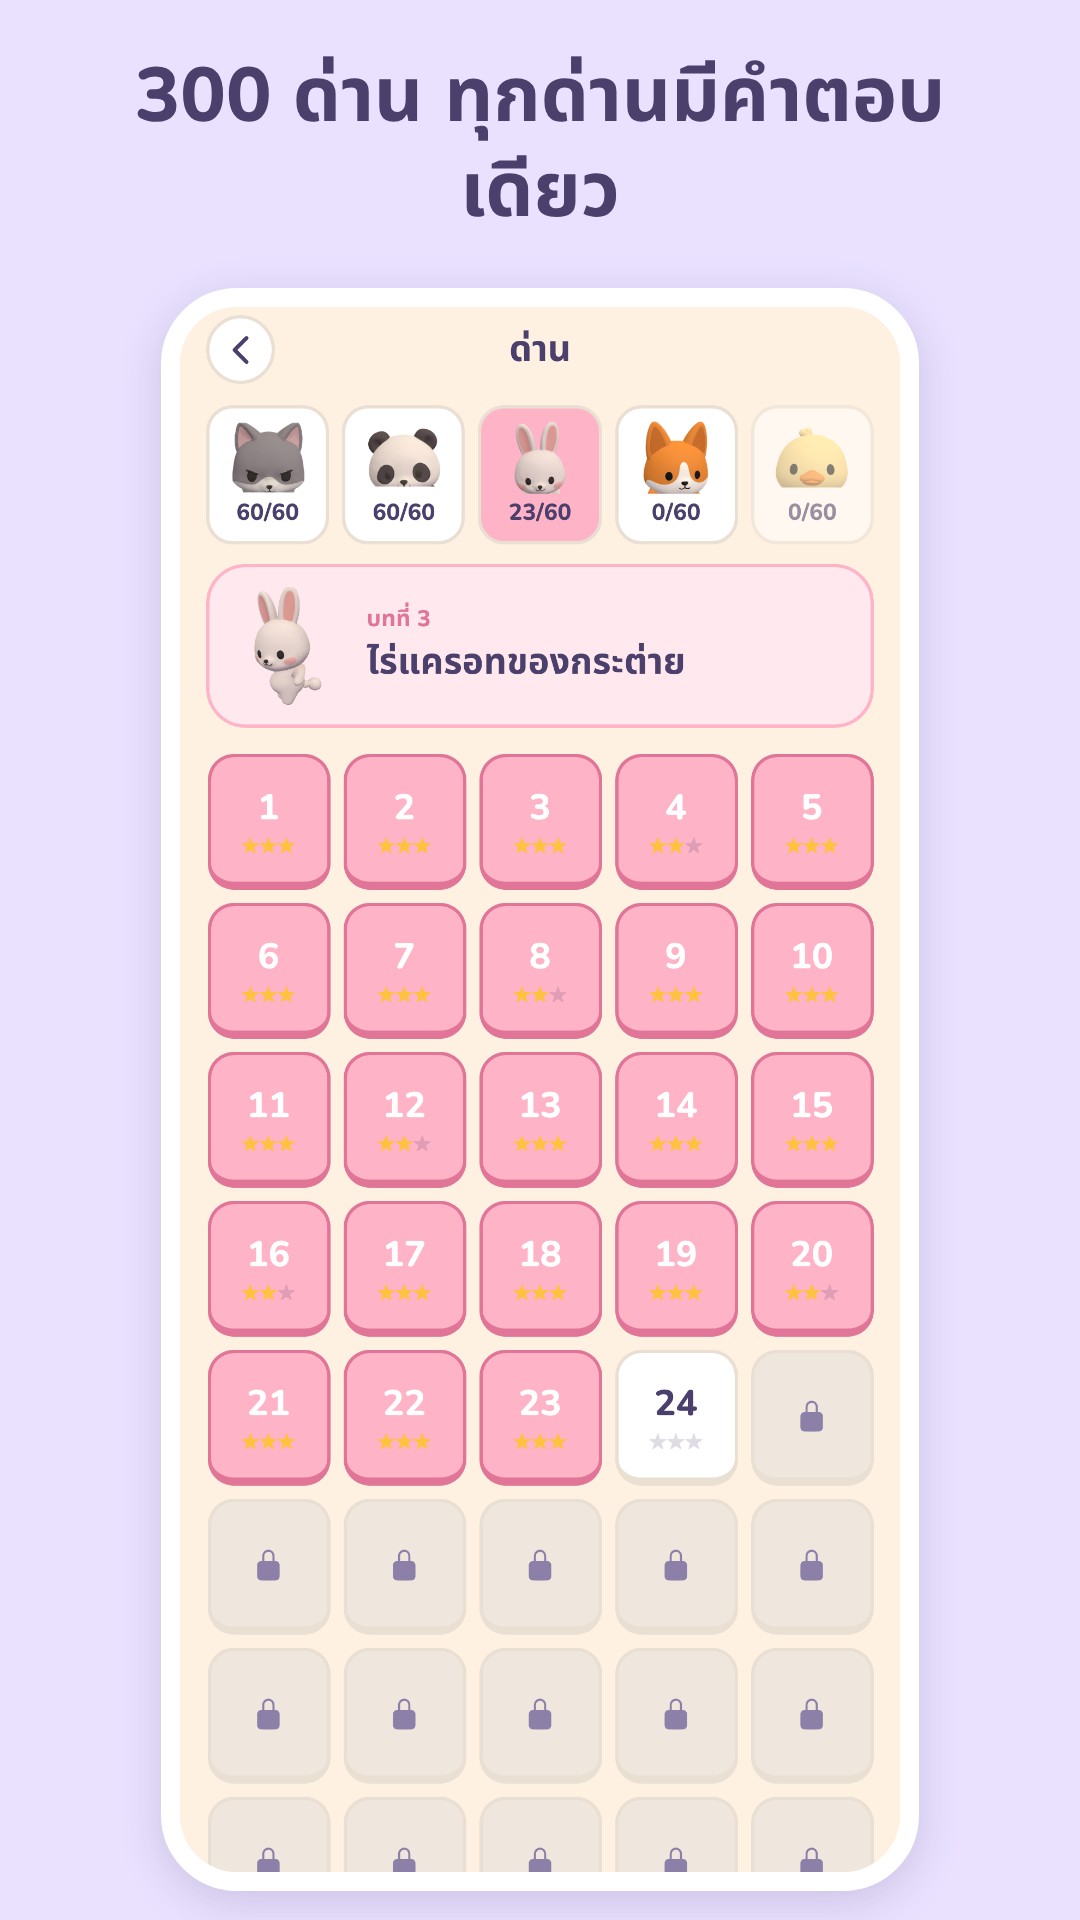 300 ด่าน ทุกด่านมีคำตอบ
เดียว
ด่าน
60/60 60/60 23/60 0/60 0/60
บทที่ 3
ไร่แครอทของกระต่าย
1 2 3 4 5
6 7 8 9 10
11 12 13 14 15
16 17 18 19 20
21 22 23 24